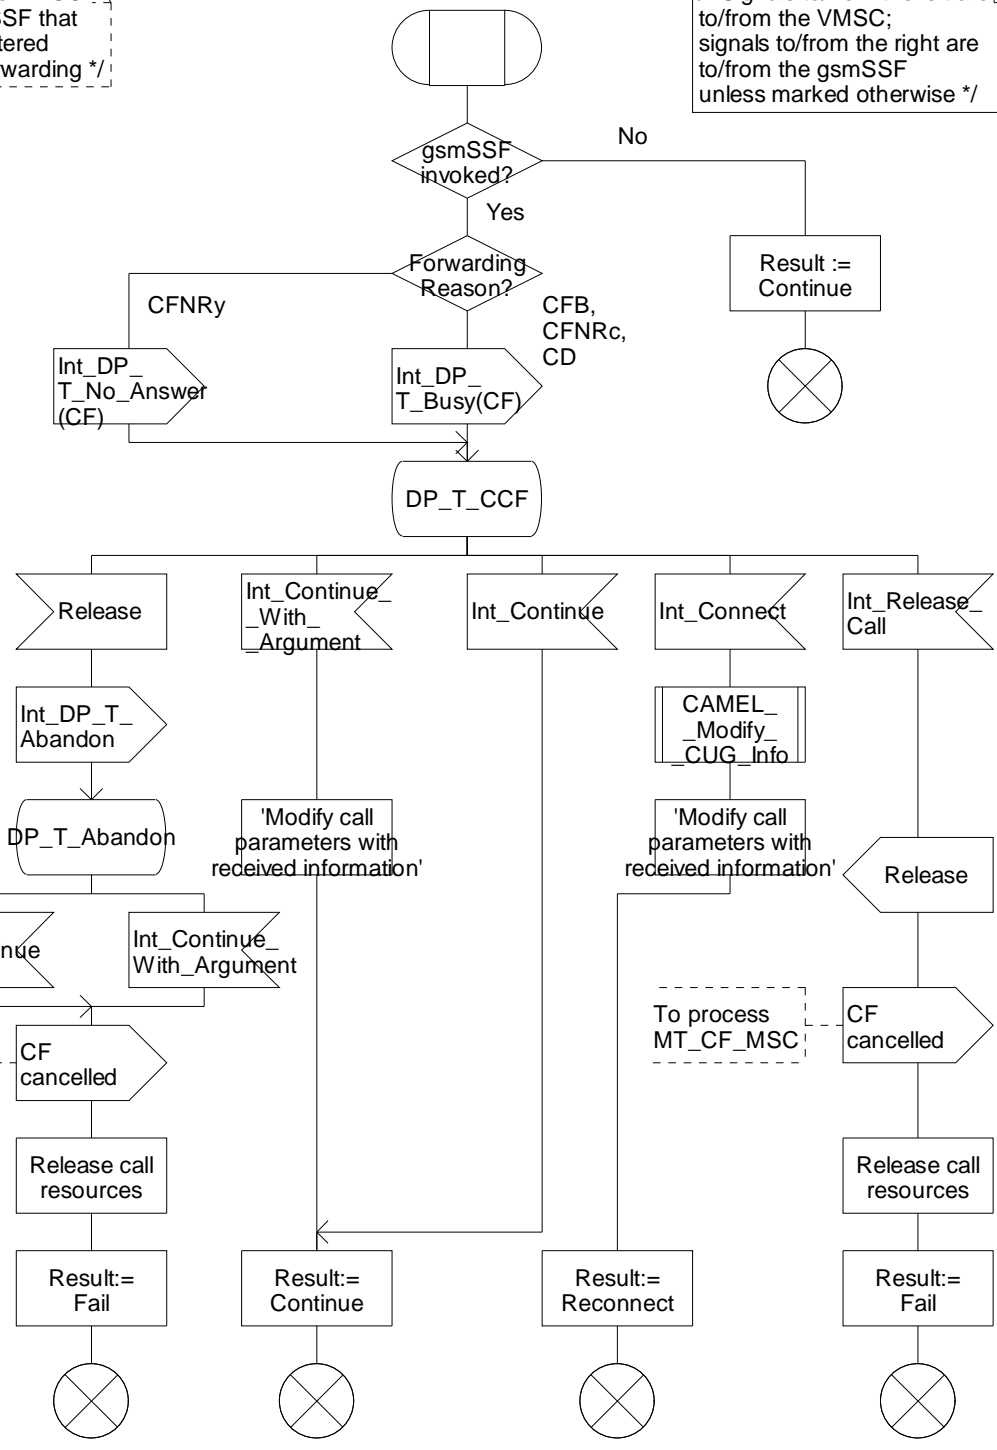 SSF that
warding */
to/from the VMSC;
signals to/from the right are
to/from the gsmSSF
unless marked otherwise */
gsmSSF
invoked?
No
Yes
Forwarding
Reason?
Result :=
Continue
CFNRy
CFB,
CFNRc,
CD
Int_DP_
T_No_Answer
(CF)
Int_DP_
T_Busy(CF)
DP_T_CCF
Release
Int_Continue_
_With_
_Argument
Int_Continue
Int_Connect
Int_Release_
Call
Int_DP_T_
Abandon
CAMEL_
_Modify_
_CUG_Info
DP_T_Abandon
'Modify call
parameters with
received information'
'Modify call
parameters with
received information'
Release
nue
Int_Continue_
With_Argument
To process
MT_CF_MSC
CF
cancelled
CF
cancelled
Release call
resources
Release call
resources
Result:=
Fail
Result:=
Continue
Result:=
Reconnect
Result:=
Fail